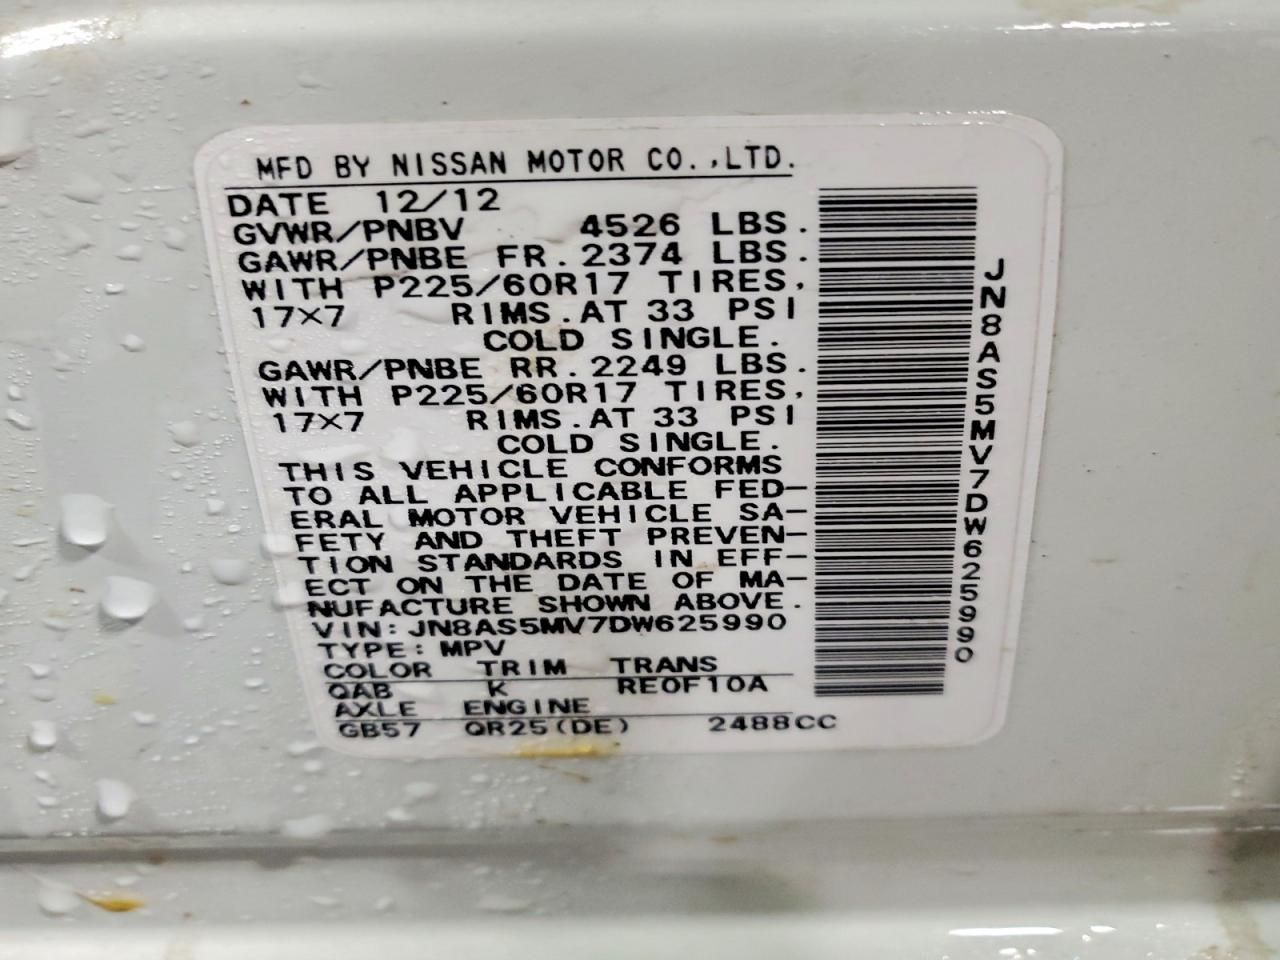 MFD BY NISSAN MOTOR CO.,LTD.
DATE 12/12
GVWR/PNBV 4526 LBS.
GAWR/PNBE FR. 2374 LBS.
WITH P225/60R17 TIRES,
17×7 RIMS. AT 33 PSI
COLD SINGLE.
GAWR/PNBE RR. 2249 LBS.
WITH P225/60R17 TIRES,
17×7 RIMS. AT 33 PSI
COLD SINGLE.
THIS VEHICLE CONFORMS
TO ALL APPLICABLE FED-
ERAL MOTOR VEHICLE SA-
FETY AND THEFT PREVEN-
TION STANDARDS IN EFF-
ECT ON THE DATE OF MA-
NUFACTURE SHOWN ABOVE.
VIN: JN8AS5MV7DW625990
TYPE: MPV
COLOR TRIM TRANS
QAB K RE0F10A
AXLE ENGINE
GB57 QR25(DE) 2488CC
JN8AS5MV7DW625990